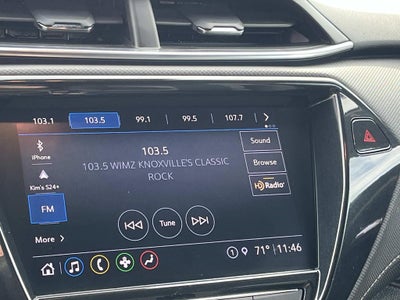 103.1 103.5 99.1 99.5 107.7
103.5
103.5 WIMZ KNOXVILLE'S CLASSIC
ROCK
iPhone
Kim's S24+
FM
More
Sound
Browse
HD Radio
Tune
1 71° 11:46